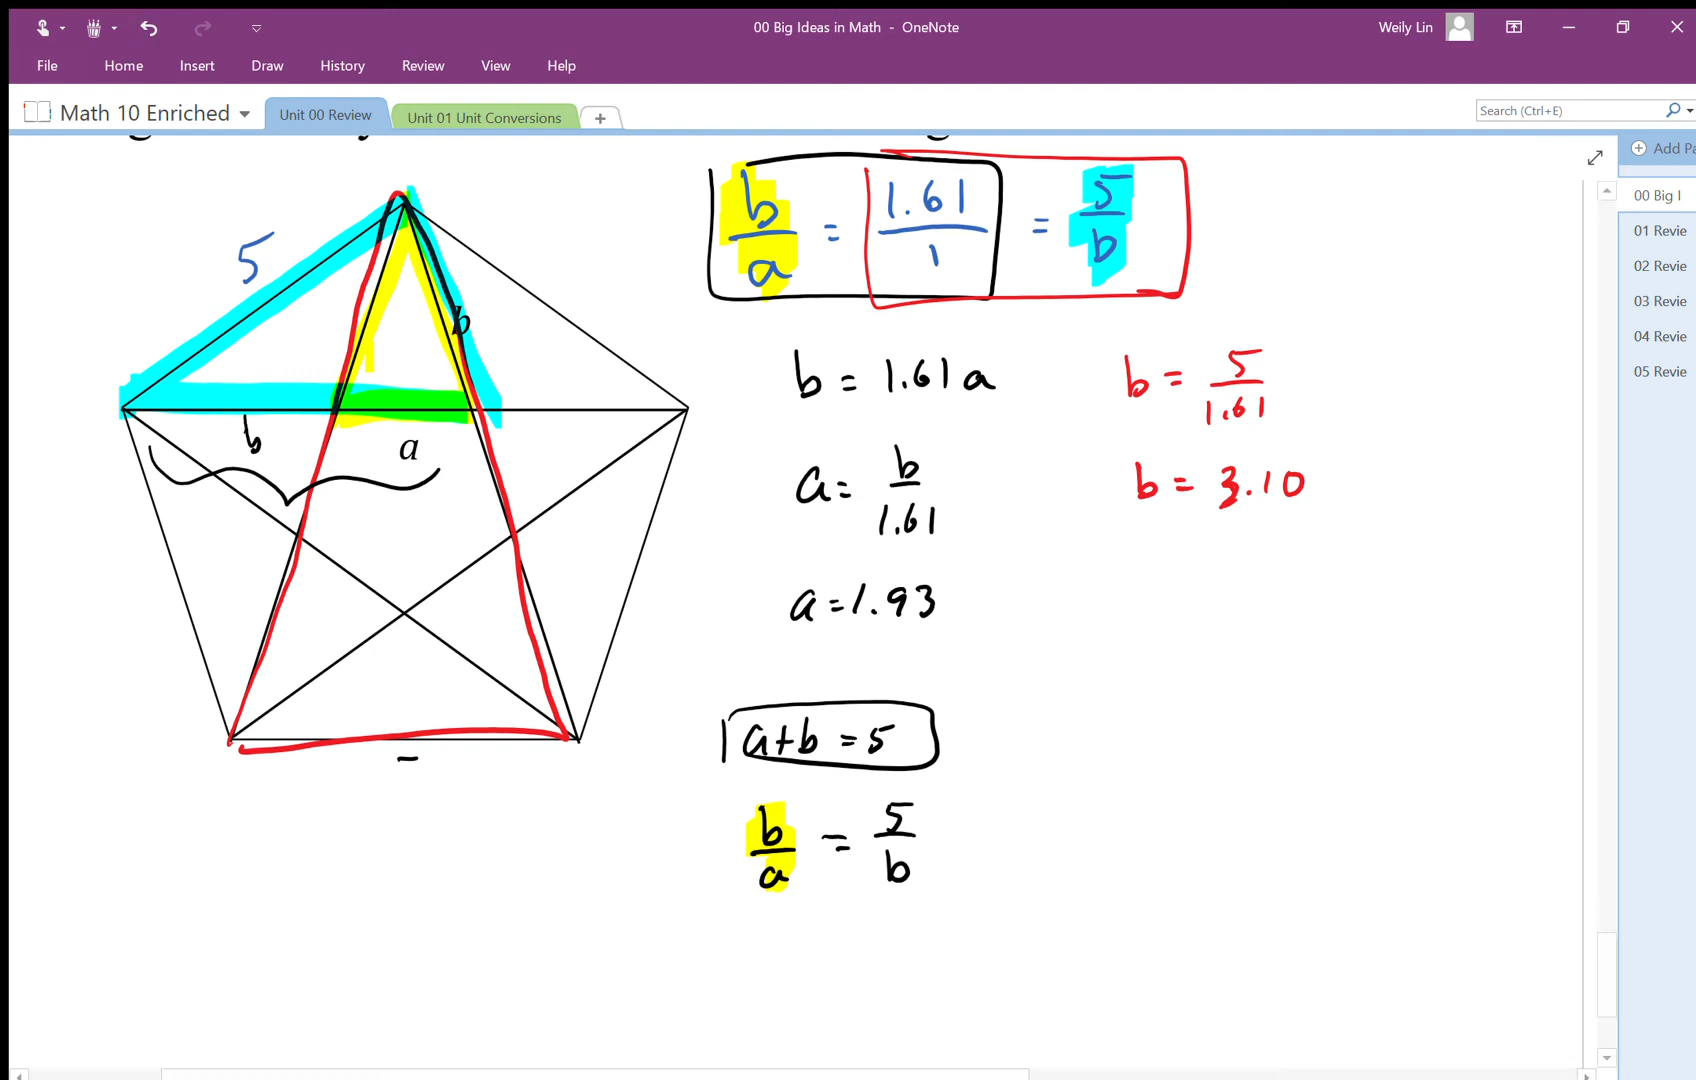 00 Big Ideas in Math - OneNote
Weily Lin
File Home Insert Draw History Review View Help
Math 10 Enriched
Unit 00 Review
Unit 01 Unit Conversions
+
Search (Ctrl+E)
Add Pa
00 Big I
01 Revie
02 Revie
03 Revie
04 Revie
05 Revie
5
b
b
a
b/a = 1.61/1 = 5/b
b = 1.61a
a = b/1.61
a = 1.93
b = 5/1.61
b = 3.10
a+b = 5
b/a = 5/b